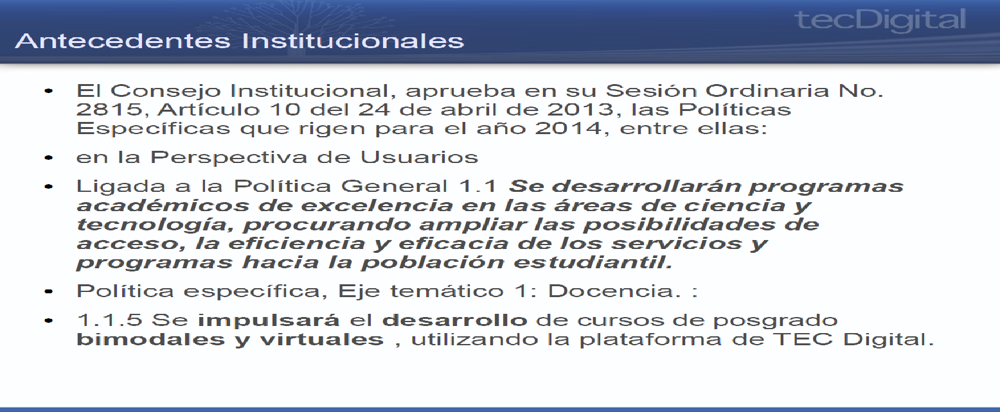 tecDigital
Antecedentes Institucionales
• El Consejo Institucional, aprueba en su Sesión Ordinaria No.
2815, Artículo 10 del 24 de abril de 2013, las Políticas
Específicas que rigen para el año 2014, entre ellas:
• en la Perspectiva de Usuarios
• Ligada a la Política General 1.1 Se desarrollarán programas
académicos de excelencia en las áreas de ciencia y
tecnología, procurando ampliar las posibilidades de
acceso, la eficiencia y eficacia de los servicios y
programas hacia la población estudiantil.
• Política específica, Eje temático 1: Docencia. :
• 1.1.5 Se impulsará el desarrollo de cursos de posgrado
bimodales y virtuales , utilizando la plataforma de TEC Digital.